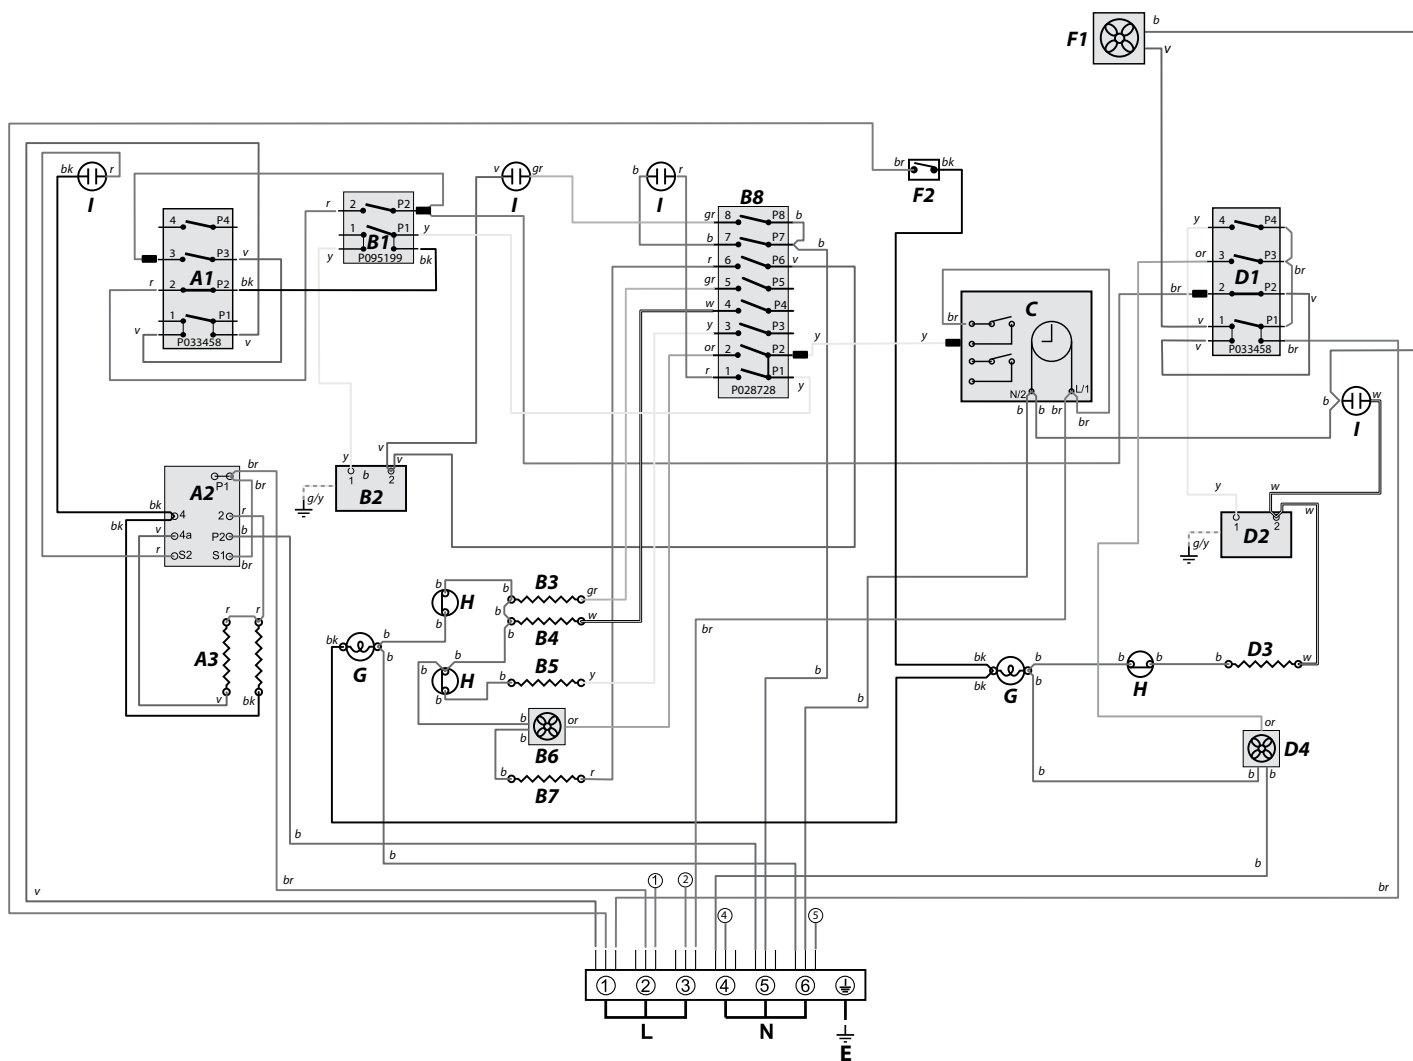 b
F1
v
bk
r
I
v
gr
I
b
r
I
br
bk
F2
4
P4
3
P3
v
A1
r
2
P2
bk
1
P1
v
P033458
v
r
2
P2
1
P1
y
B1
y
P095199
bk
B8
gr
8
P8
b
b
7
P7
b
r
6
P6
v
gr
5
P5
w
4
P4
y
3
P3
or
2
P2
y
r
1
P1
y
P028728
y
C
br
N/2
L/1
b
b
br
br
y
4
P4
or
3
P3
br
D1
br
2
P2
v
v
1
P1
v
P033458
br
b
w
I
y
v
v
1
b
2
B2
g/y
br
P1
br
A2
bk
4
2
r
bk
v
4a
P2
b
r
S2
S1
br
y
w
w
1
2
D2
g/y
r
r
A3
v
bk
b
H
b
b
b
b
B3
gr
w
B4
bk
b
G
b
b
H
b
b
B5
y
b
or
b
B6
b
r
B7
br
b
b
bk
bk
b
G
b
b
b
H
b
D3
w
or
D4
b
b
b
b
b
b
br
v
br
1
2
4
5
1
2
3
4
5
6
L
N
E